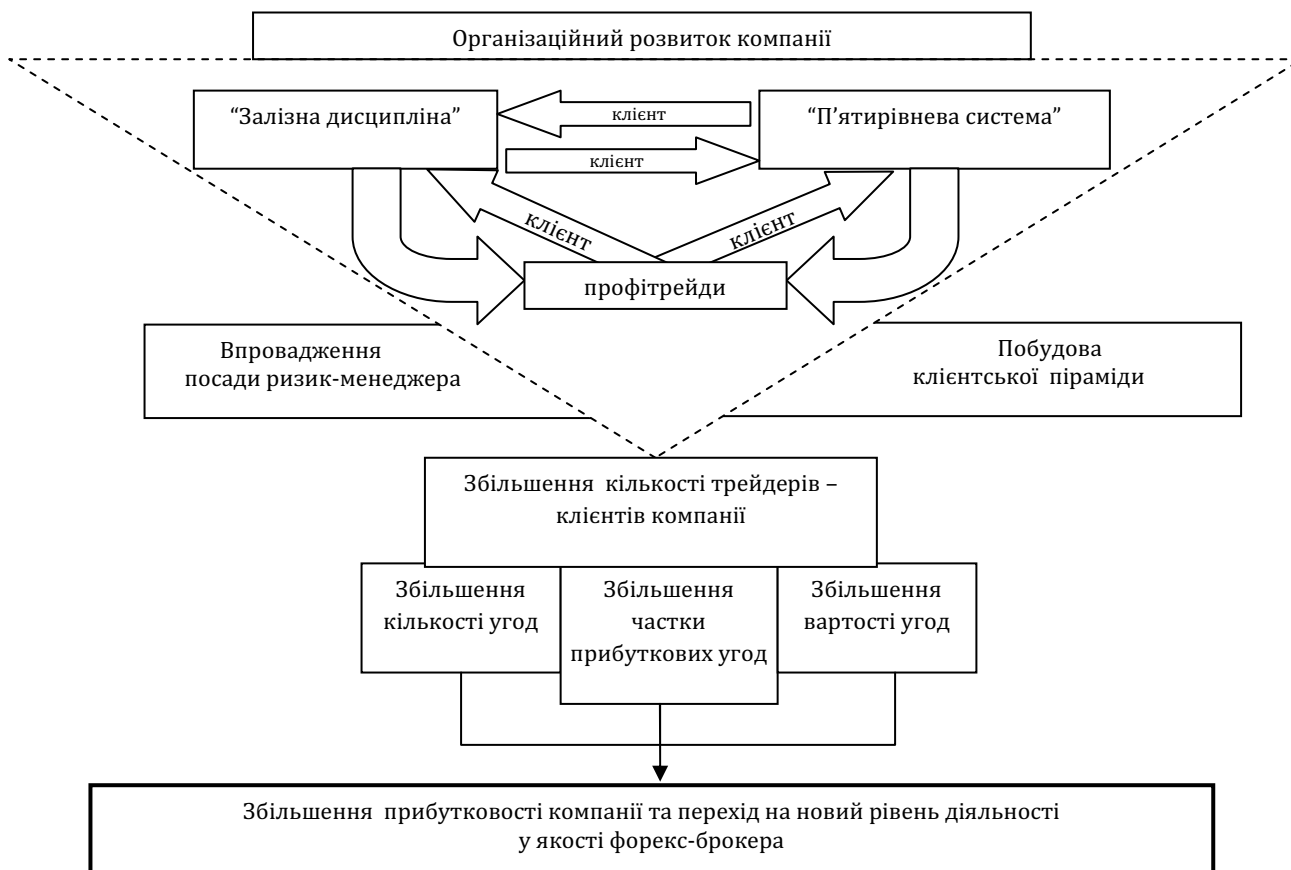 Організаційний розвиток компанії
“Залізна дисципліна”
клієнт
“П’ятирівнева система”
клієнт
клієнт
клієнт
профітрейди
Впровадження
посади ризик-менеджера
Побудова
клієнтської піраміди
Збільшення кількості трейдерів –
клієнтів компанії
Збільшення
кількості угод
Збільшення
частки
прибуткових угод
Збільшення
вартості угод
Збільшення прибутковості компанії та перехід на новий рівень діяльності
у якості форекс-брокера